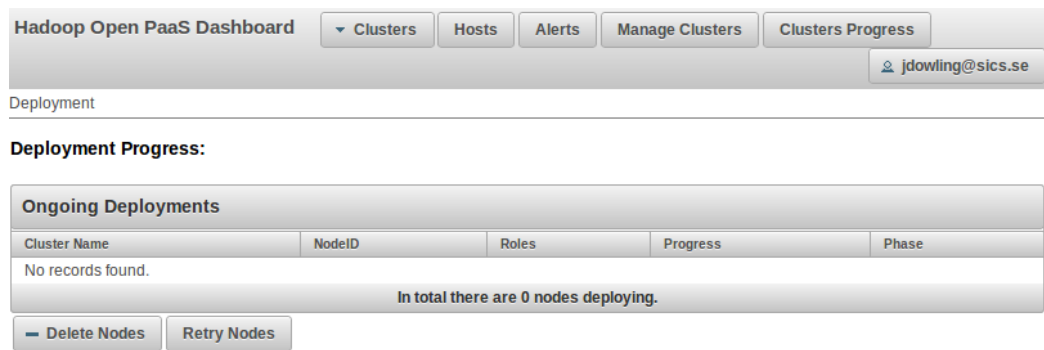 Hadoop Open PaaS Dashboard Clusters Hosts Alerts Manage Clusters Clusters Progress
jdowling@sics.se
Deployment
Deployment Progress:
Ongoing Deployments
Cluster Name NodeID Roles Progress Phase
No records found.
In total there are 0 nodes deploying.
Delete Nodes Retry Nodes